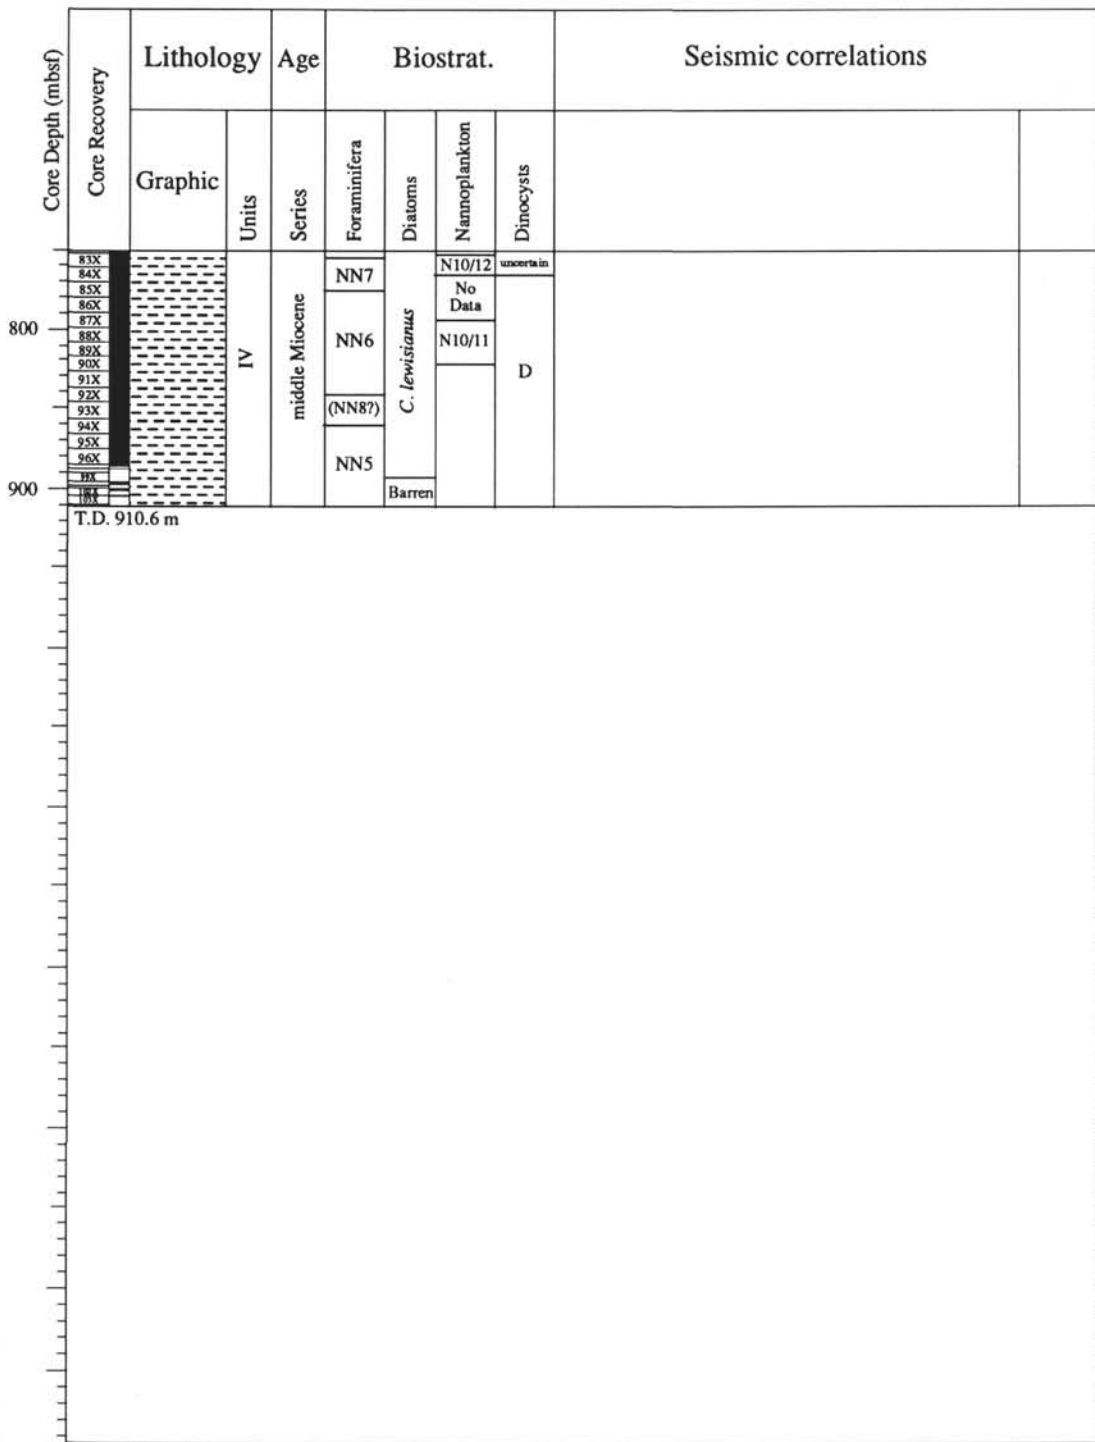 Core Depth (mbsf)
Core Recovery
Lithology
Age
Biostrat.
Seismic correlations
Graphic
Units
Series
Foraminifera
Diatoms
Nannoplankton
Dinocysts
83X
84X
85X
86X
87X
88X
89X
90X
91X
92X
93X
94X
95X
96X
99X
103X
800
900
IV
middle Miocene
NN7
NN6
(NN8?)
NN5
C. lewisianus
Barren
N10/12
No
Data
N10/11
uncertain
D
T.D. 910.6 m